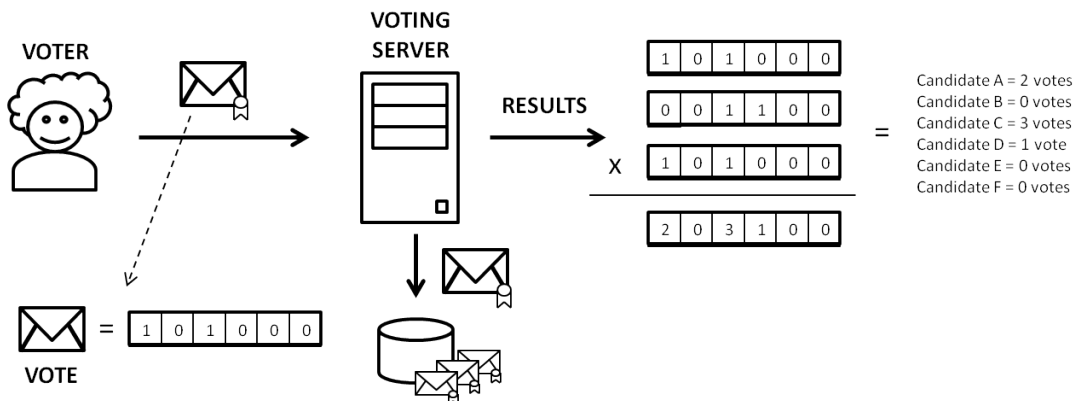 VOTER
VOTING
SERVER
RESULTS
1 0 1 0 0 0
0 0 1 1 0 0
X 1 0 1 0 0 0
2 0 3 1 0 0
=
Candidate A = 2 votes
Candidate B = 0 votes
Candidate C = 3 votes
Candidate D = 1 vote
Candidate E = 0 votes
Candidate F = 0 votes
= 1 0 1 0 0 0
VOTE